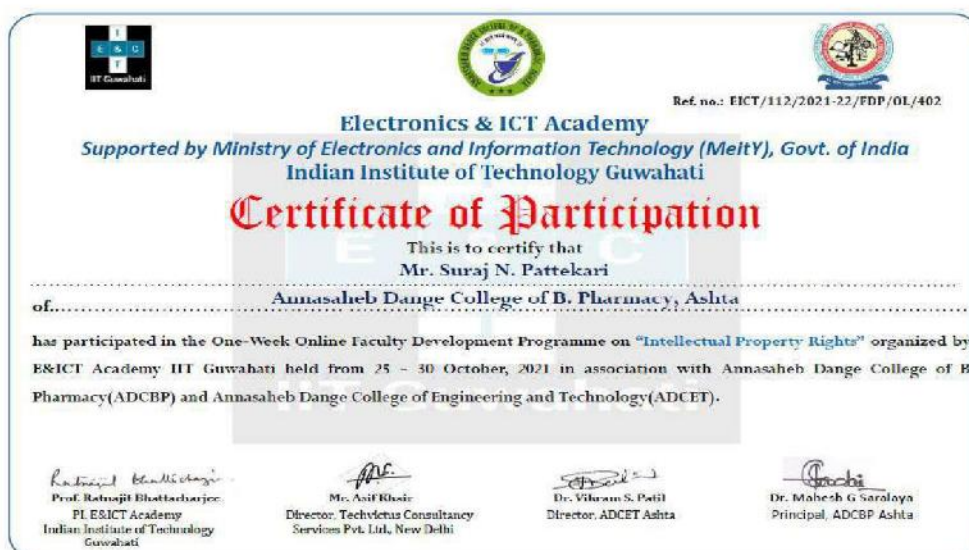 I
E & C
T
IIT Guwahati
Ref. no.: EICT/112/2021-22/FDP/OL/402
Electronics & ICT Academy
Supported by Ministry of Electronics and Information Technology (MeitY), Govt. of India
Indian Institute of Technology Guwahati
Certificate of Participation
This is to certify that
Mr. Suraj N. Pattekari
of.. Annasaheb Dange College of B. Pharmacy, Ashta
has participated in the One-Week Online Faculty Development Programme on "Intellectual Property Rights" organized by
E&ICT Academy IIT Guwahati held from 25 – 30 October, 2021 in association with Annasaheb Dange College of B
Pharmacy(ADCBP) and Annasaheb Dange College of Engineering and Technology(ADCET).
E & C
IIT Guwahati
Ratnajit Bhattacharjee
Prof. Ratnajit Bhattacharjee
PI, E&ICT Academy
Indian Institute of Technology
Guwahati
Mr. Asif Khair
Director, Techvictus Consultancy
Services Pvt. Ltd., New Delhi
Dr. Vikram S. Patil
Director, ADCET Ashta
Dr. Mahesh G Saralaya
Principal, ADCBP Ashta